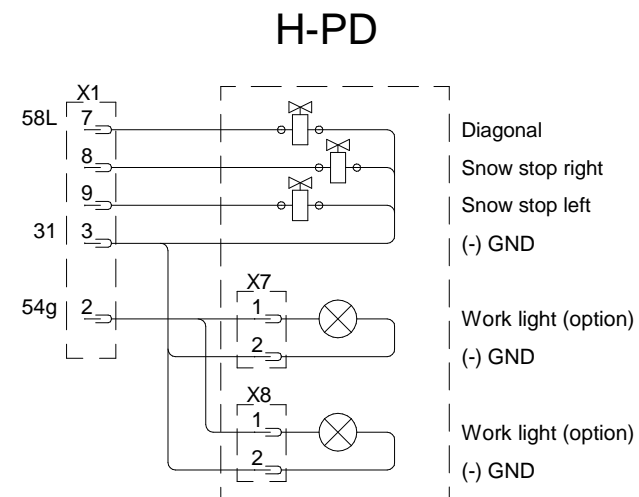 H-PD
X1
58L 7 Diagonal
8 Snow stop right
9 Snow stop left
31 3 (-) GND
X7
54g 2 1 Work light (option)
2 (-) GND
X8
1 Work light (option)
2 (-) GND